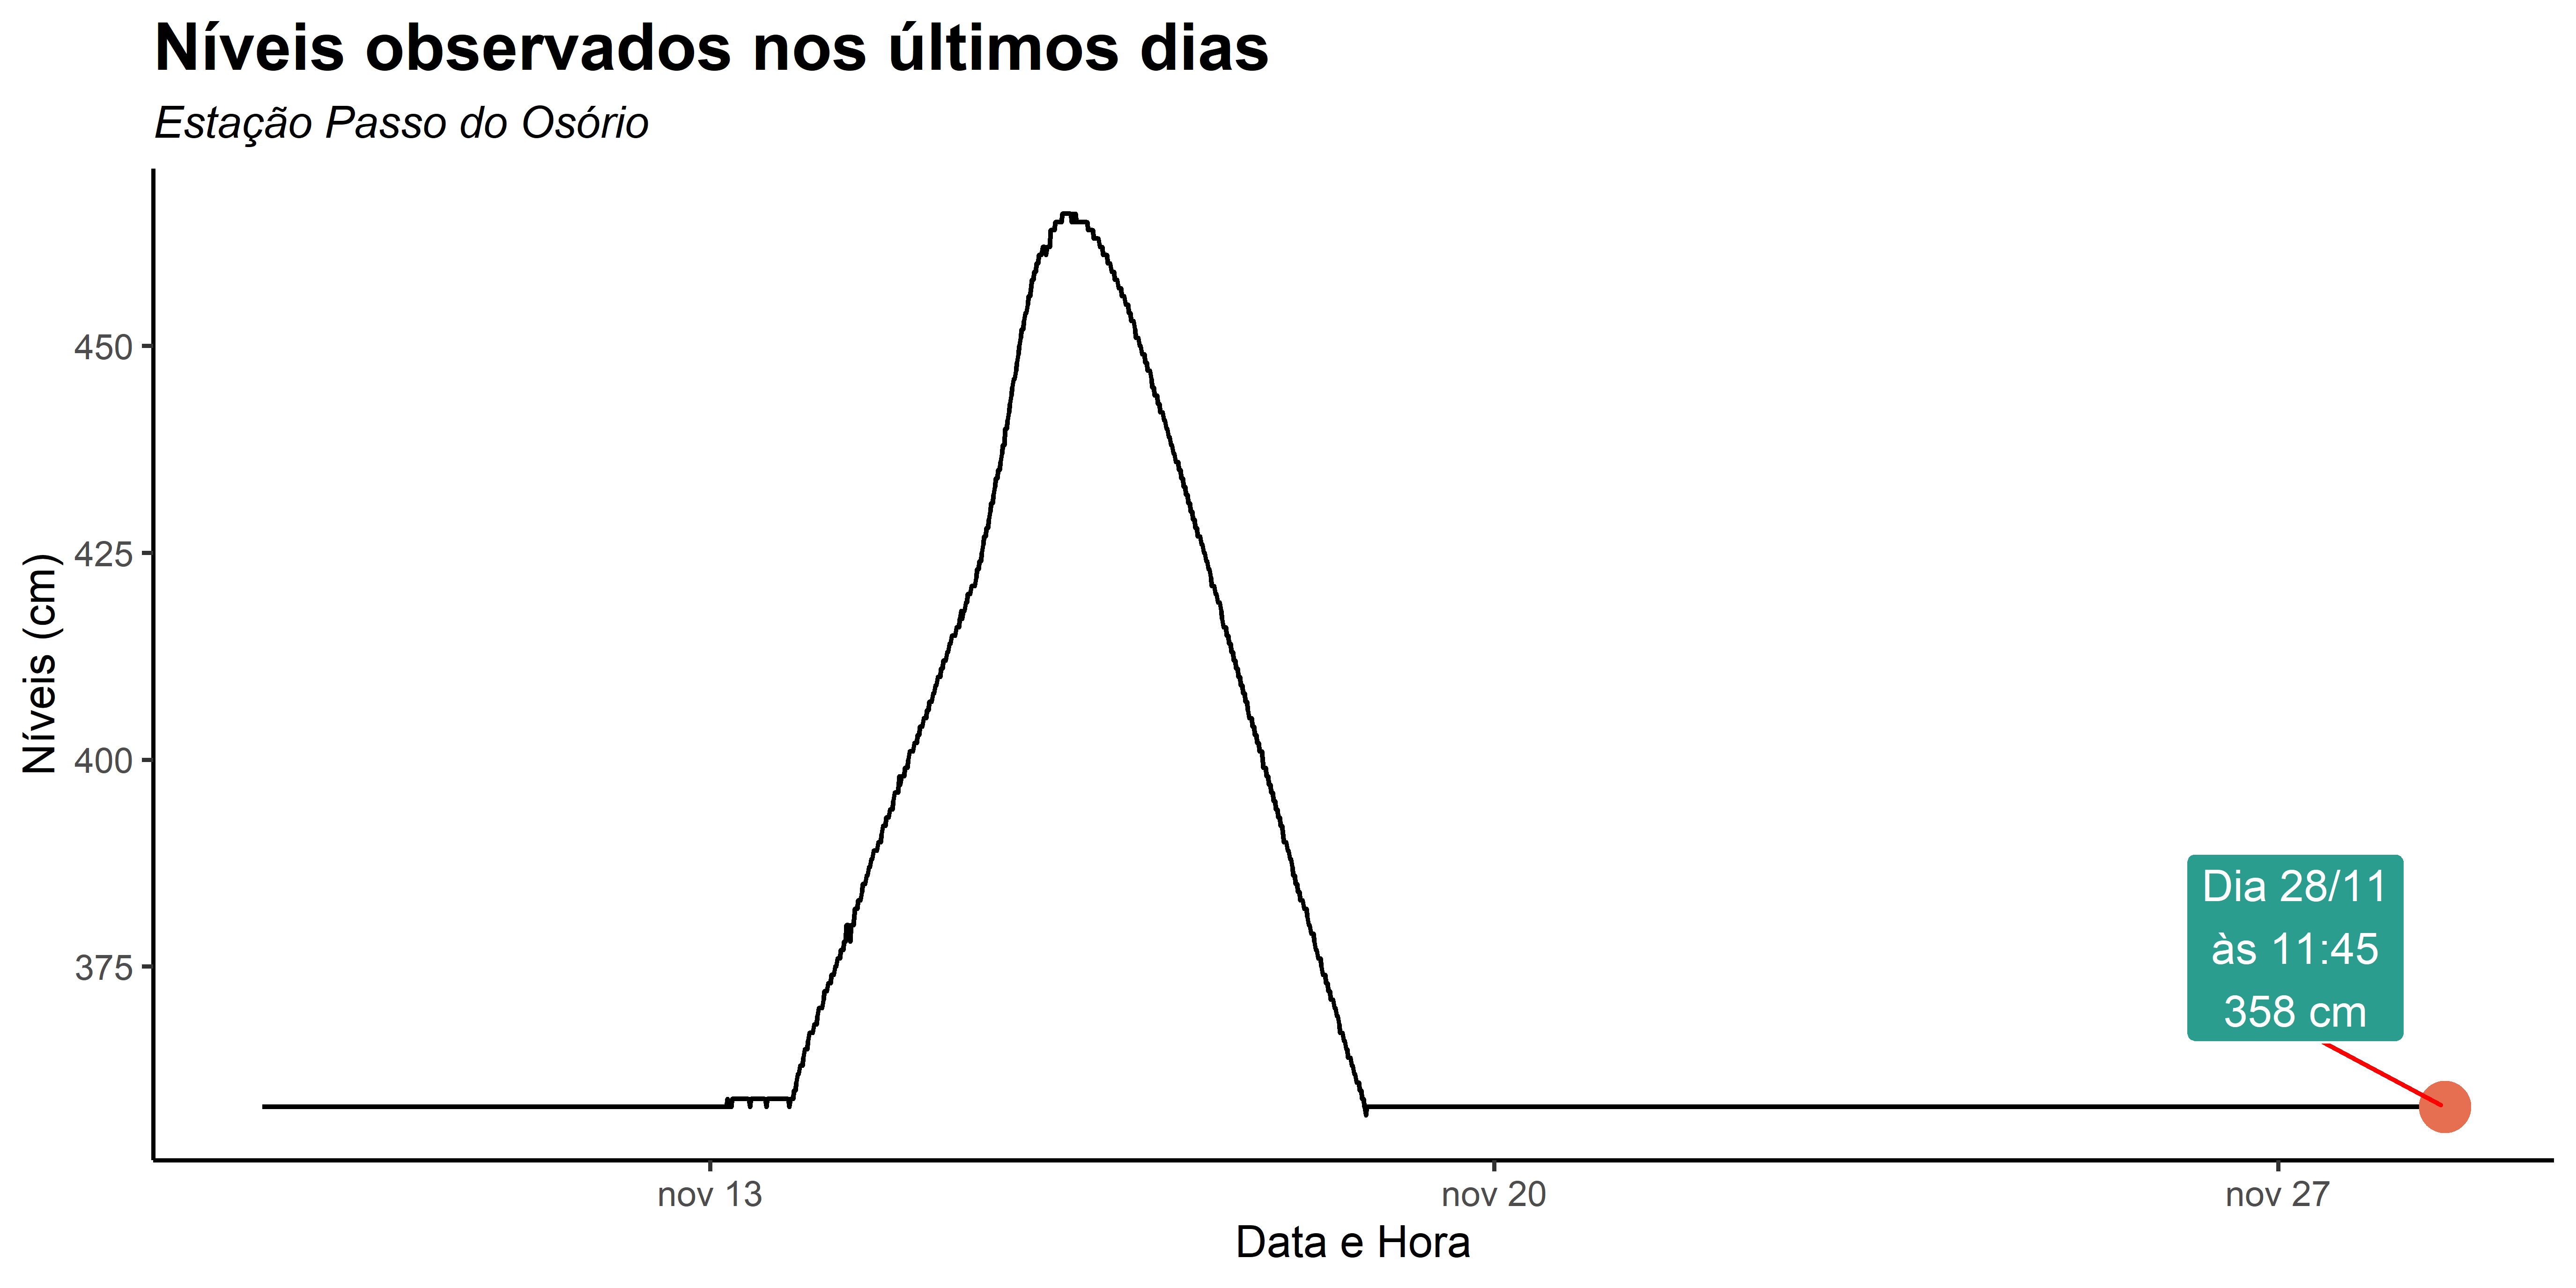 Níveis observados nos últimos dias
Estação Passo do Osório
Níveis (cm)
450
425
400
375
Dia 28/11
às 11:45
358 cm
nov 13
nov 20
nov 27
Data e Hora